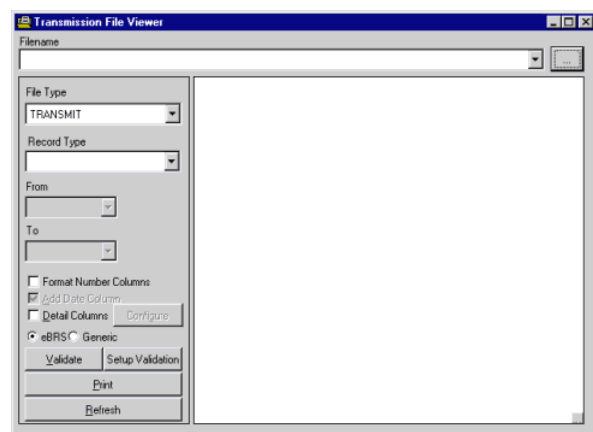 Transmission File Viewer
Filename
...
File Type
TRANSMIT
Record Type
From
To
Format Number Columns
Add Date Column
Detail Columns Configure
eBRS Generic
Validate Setup Validation
Print
Refresh